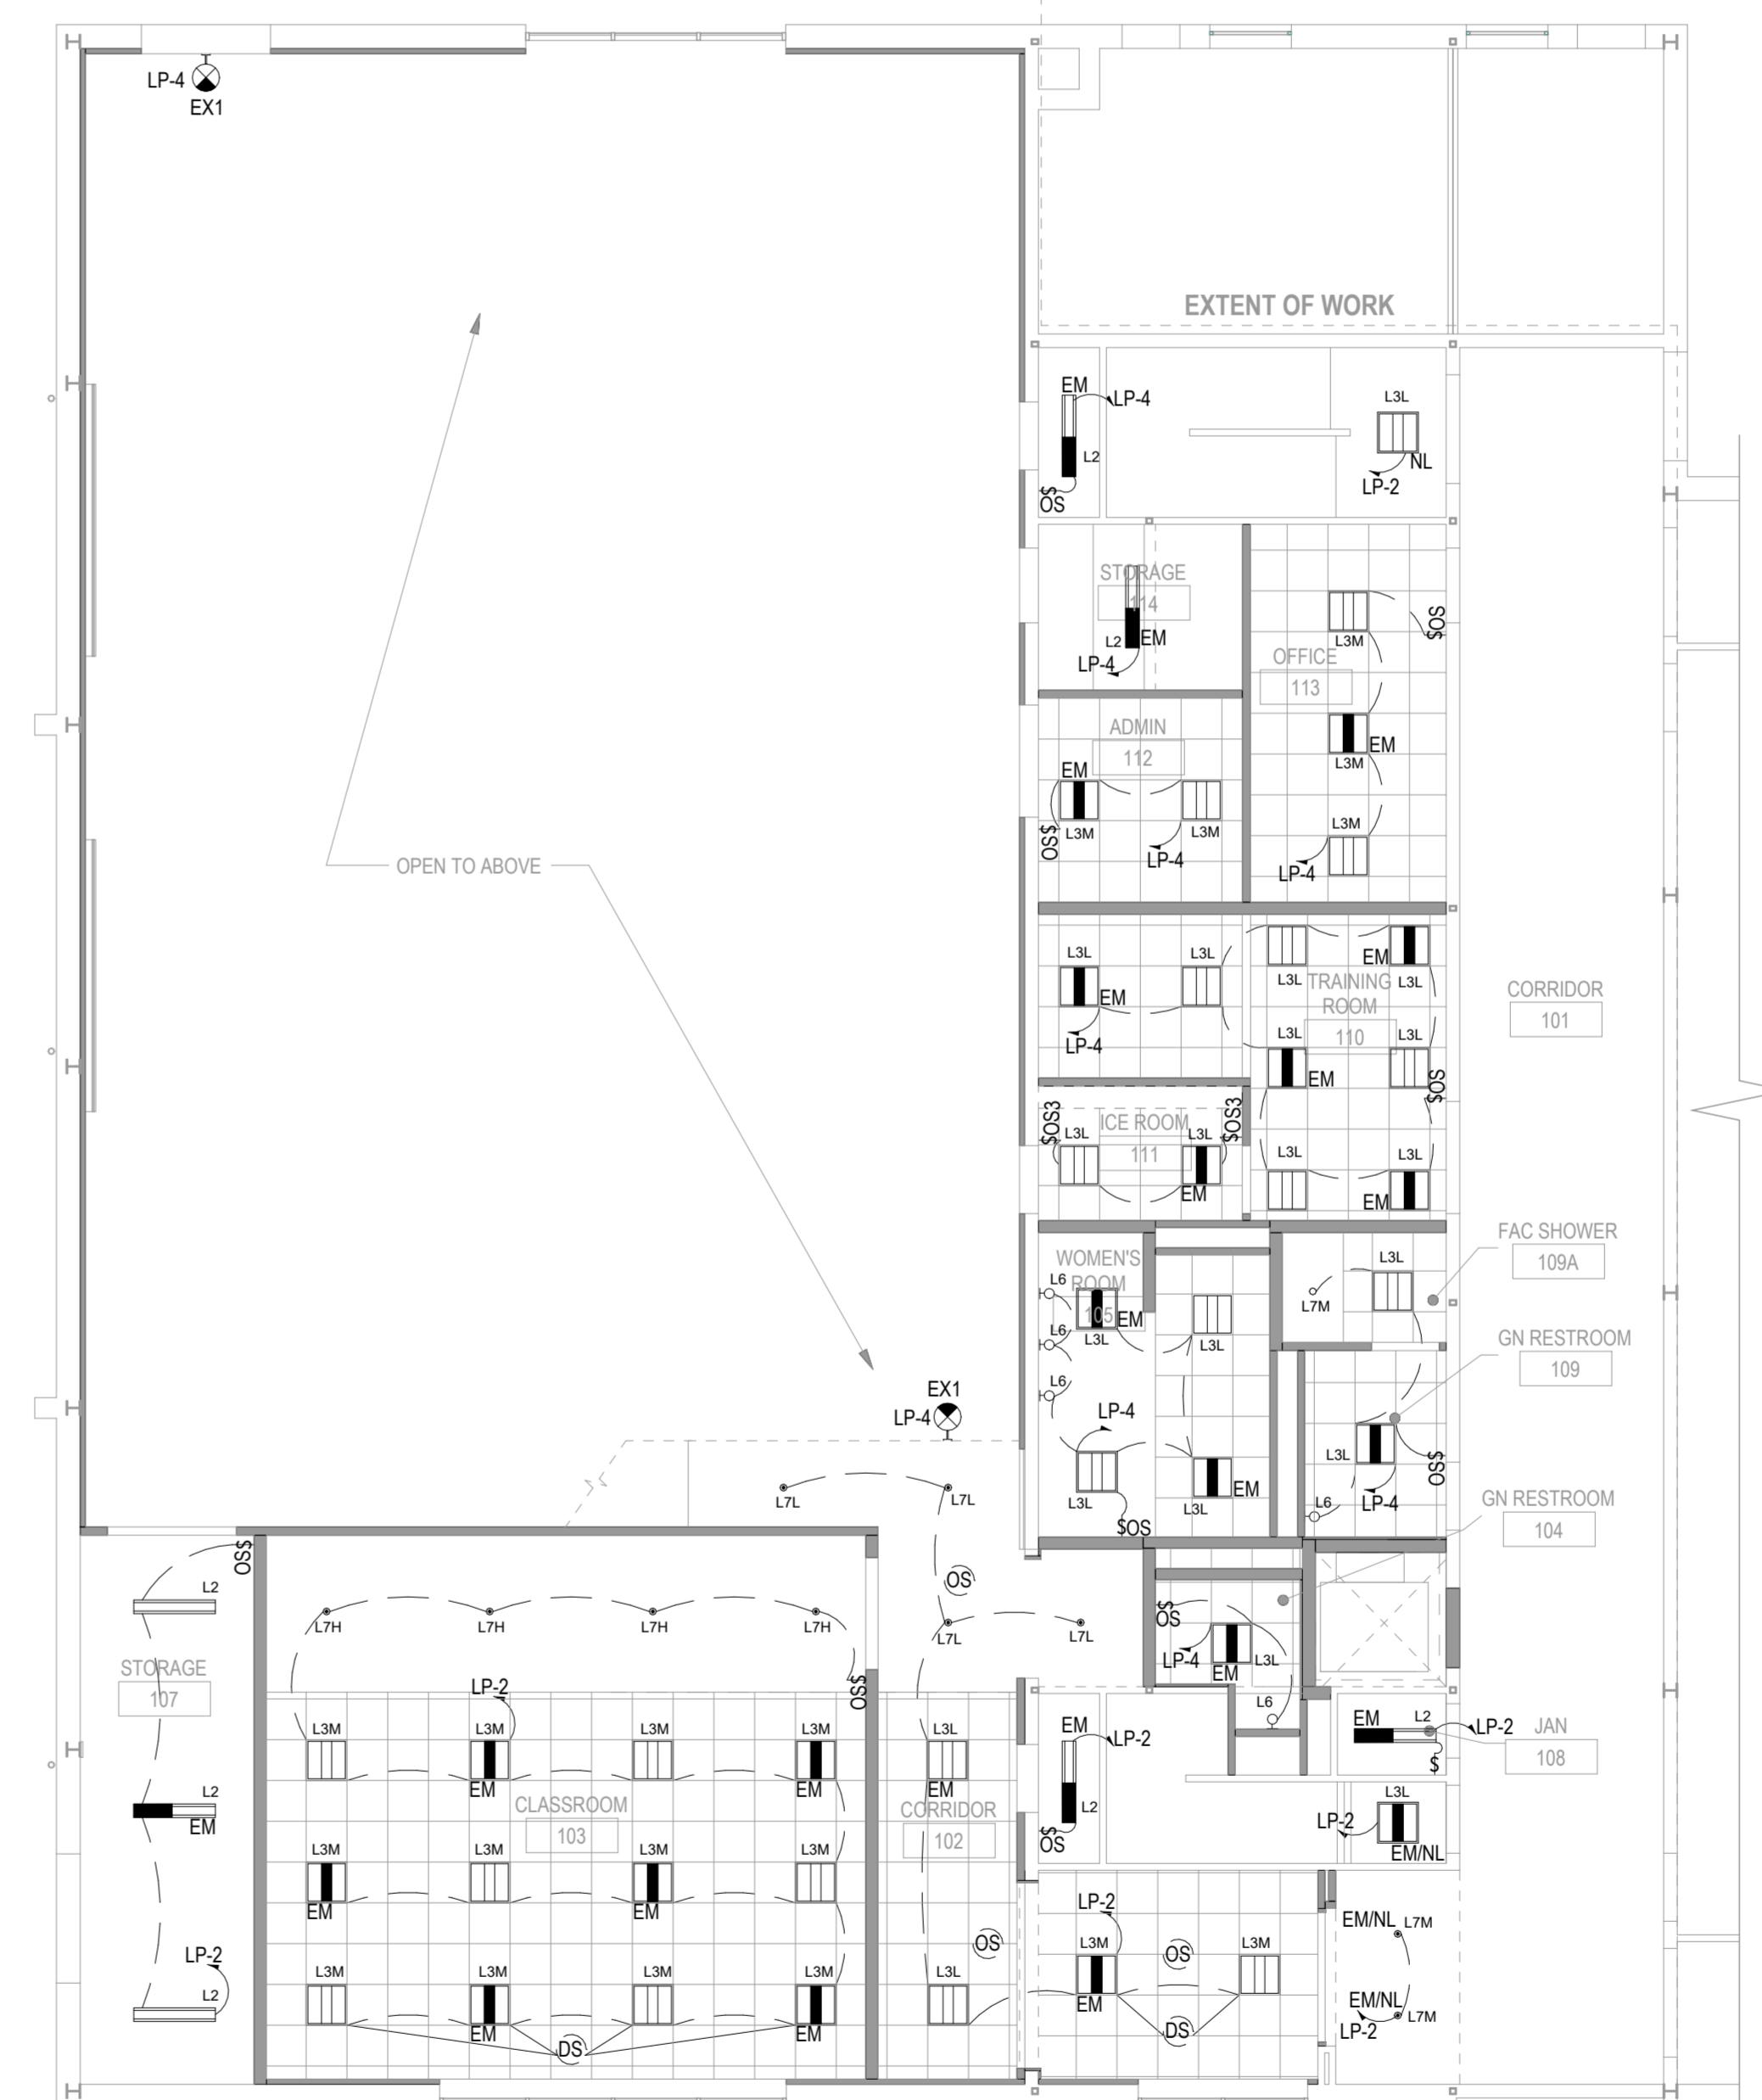 LP-4
EX1
EXTENT OF WORK
EM
LP-4
L2
$
OS
L3L
NL
LP-2
STORAGE
114
L2
EM
LP-4
OFFICE
113
L3M
$OS
EM
L3M
L3M
LP-4
ADMIN
112
EM
L3M
OS$
L3M
LP-4
OPEN TO ABOVE
L3L
EM
L3L
LP-4
L3L
EM
L3L
TRAINING
ROOM
110
L3L
EM
L3L
$OS
L3L
L3L
EM
CORRIDOR
101
$OS3
L3L
ICE ROOM
111
L3L
$OS3
EM
WOMEN'S
ROOM
105
L6
L6
L6
EM
L3L
L3L
LP-4
L3L
$OS
L3L
EM
L3L
L7M
FAC SHOWER
109A
GN RESTROOM
109
L3L
OS$
L6
LP-4
GN RESTROOM
104
EX1
LP-4
L7L
L7L
OS
L7L
L7L
$
OS
LP-4
EM
L3L
L6
OS$
L2
STORAGE
107
L2
EM
LP-2
L2
L7H
L7H
L7H
L7H
OS$
LP-2
L3M
L3M
L3M
L3M
EM
EM
CLASSROOM
103
L3M
L3M
L3M
L3M
EM
EM
L3M
L3M
L3M
L3M
EM
EM
DS
L3L
EM
CORRIDOR
102
OS
L3L
EM
LP-2
L2
$
OS
EM
L2
LP-2
$
JAN
108
L3L
LP-2
EM/NL
LP-2
L3M
OS
L3M
EM
DS
EM/NL
L7M
EM/NL
L7M
LP-2